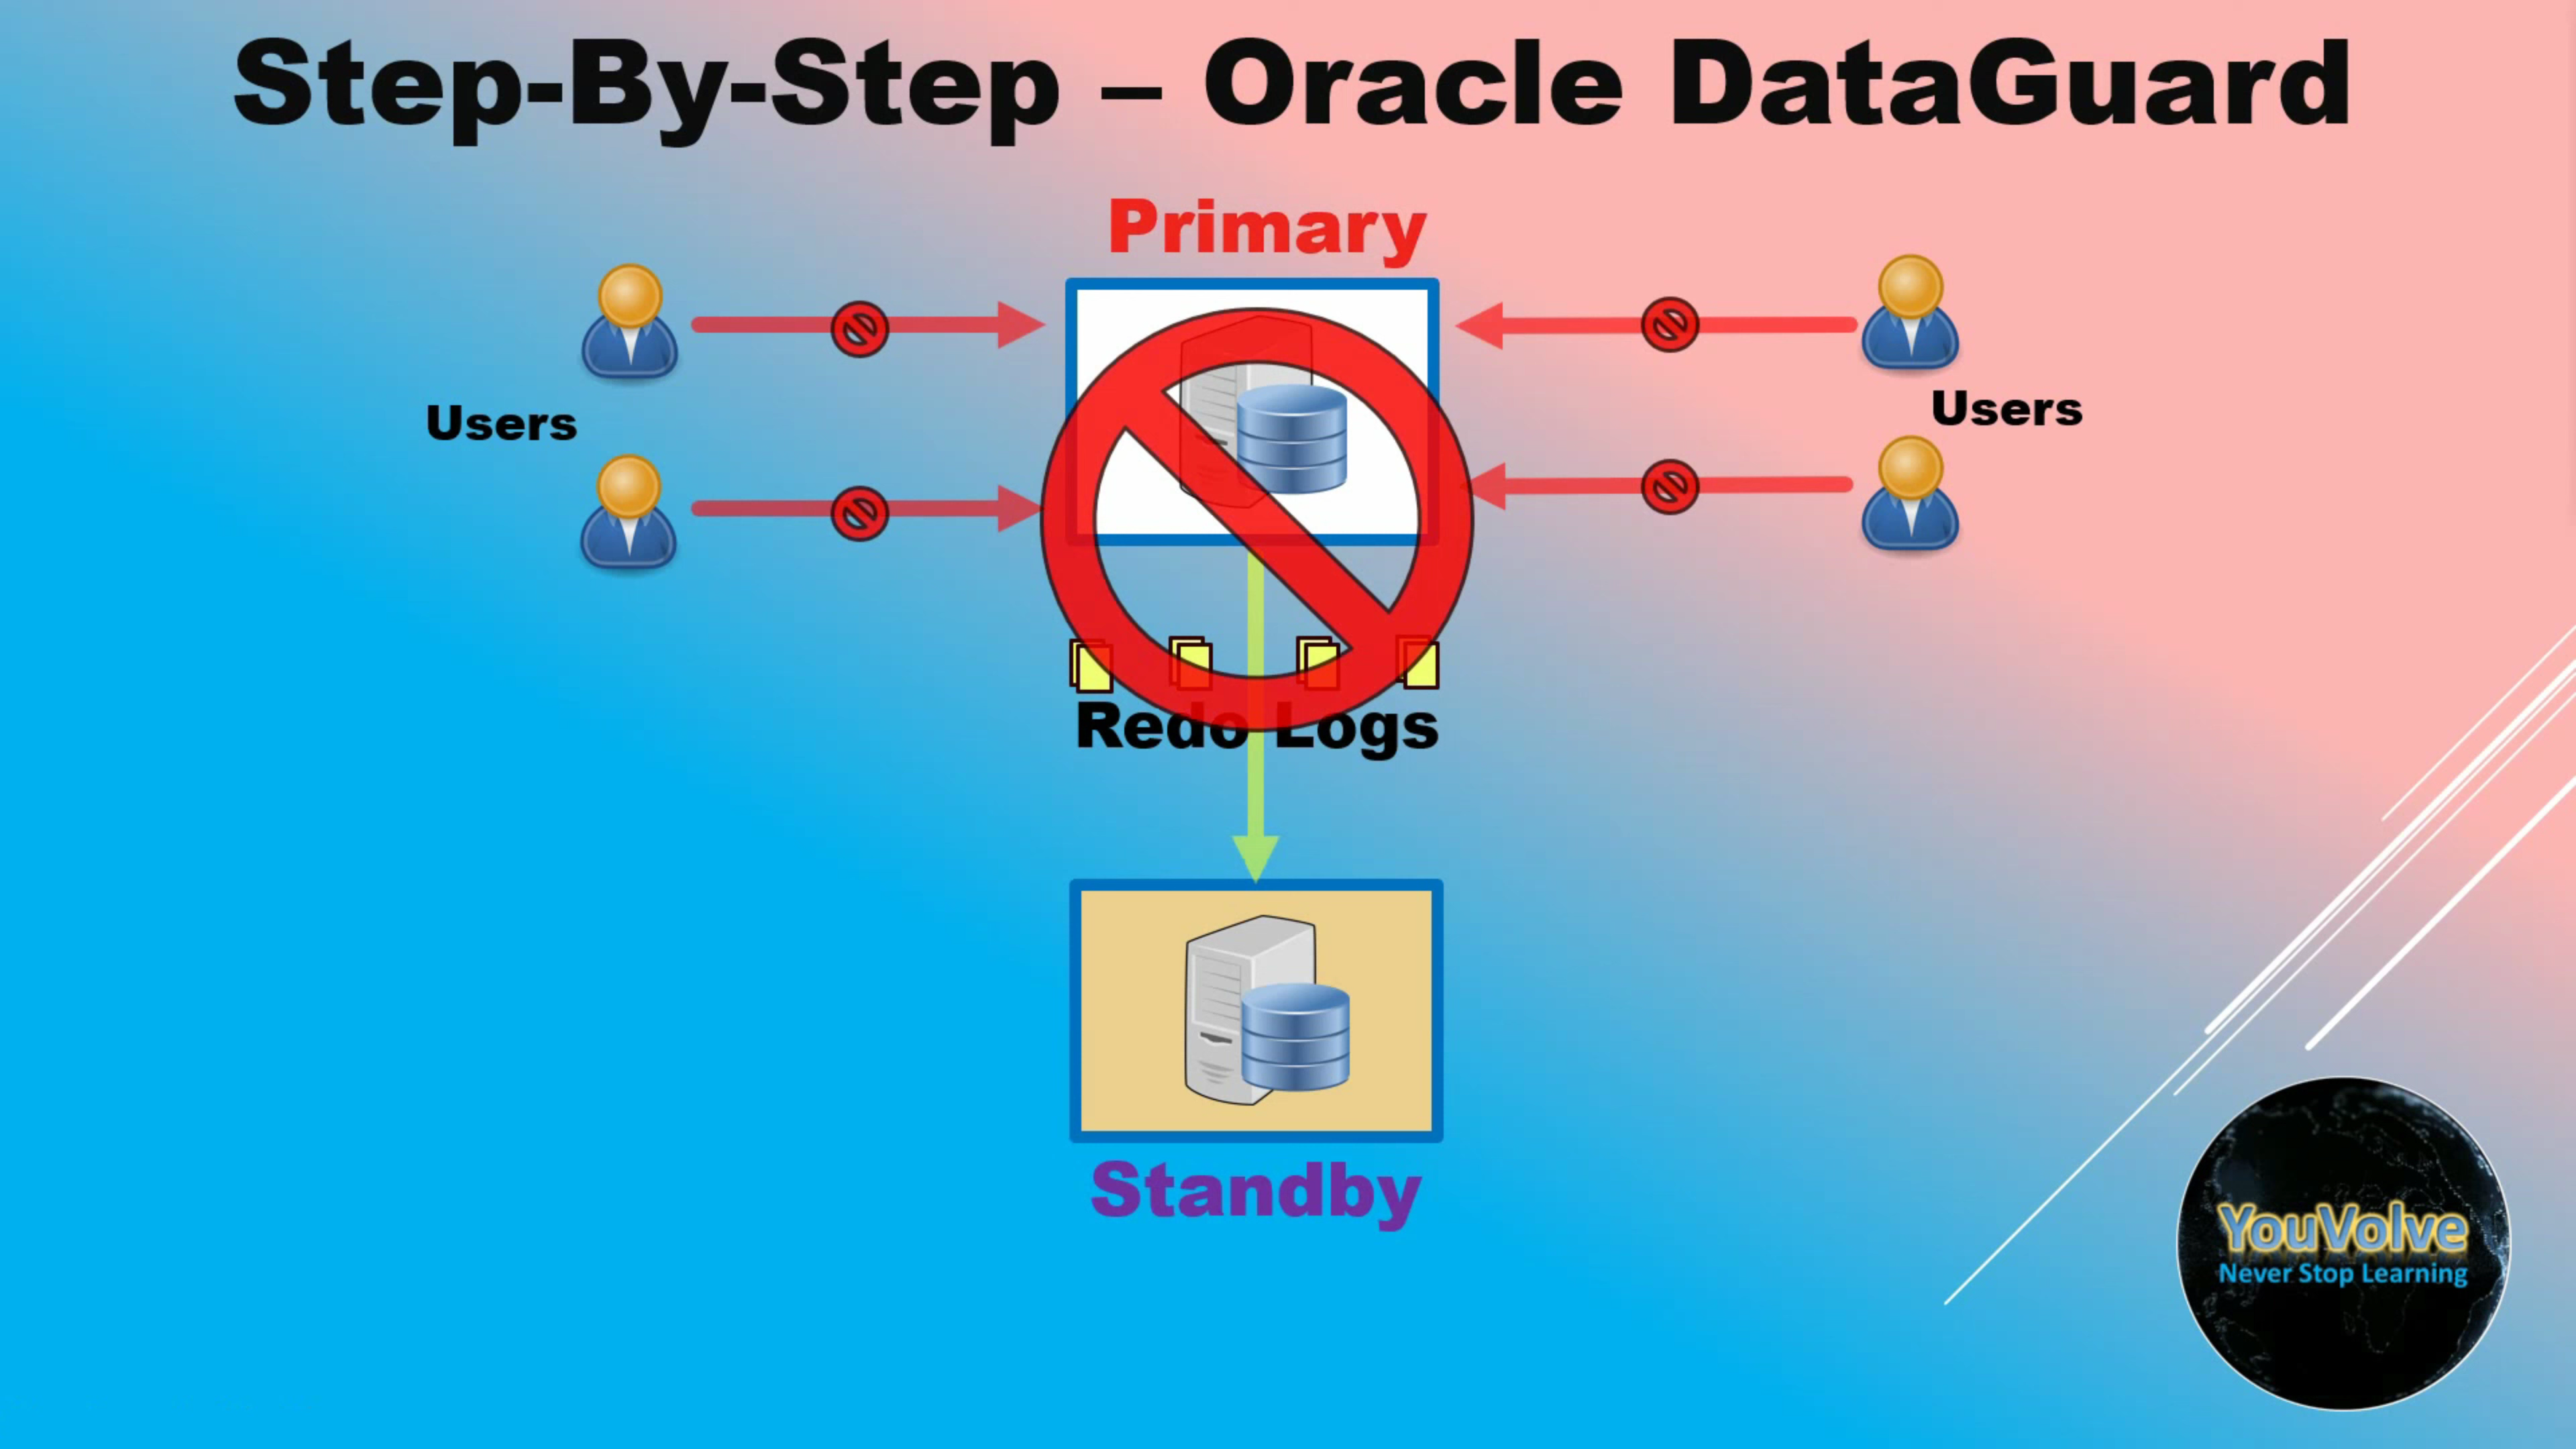 Step-By-Step – Oracle DataGuard
Primary
Users
Users
Redo Logs
Standby
YouVolve
Never Stop Learning